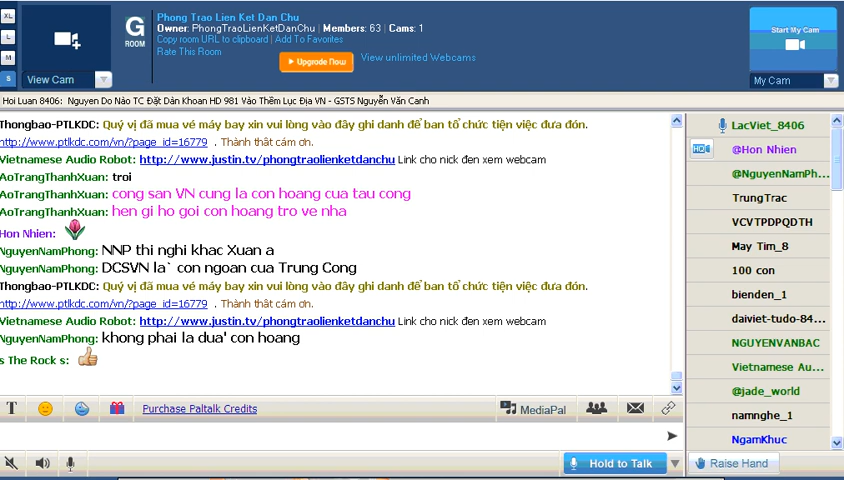 XL
L
M
S
View Cam
G
ROOM
Phong Trao Lien Ket Dan Chu
Owner: PhongTraoLienKetDanChu | Members: 63 | Cams: 1
Copy room URL to clipboard | Add To Favorites
Rate This Room
Upgrade Now
View unlimited Webcams
Start My Cam
My Cam
Hoi Luan 8406: Nguyen Do Nào TC Đặt Dàn Khoan HD 981 Vào Thềm Lục Địa VN - GSTS Nguyễn Văn Canh
Thongbao-PTLKDC: Quý vị đã mua vé máy bay xin vui lòng vào đây ghi danh để ban tổ chức tiện việc đưa đón.
http://www.ptlkdc.com/vn/?page_id=16779 . Thành thât cám ơn.
Vietnamese Audio Robot: http://www.justin.tv/phongtraolienketdanchu Link cho nick đen xem webcam
AoTrangThanhXuan: troi
AoTrangThanhXuan: cong san VN cung la con hoang cua tau cong
AoTrangThanhXuan: hen gi ho goi con hoang tro ve nha
Hon Nhien:
NguyenNamPhong: NNP thi nghi khac Xuan a
NguyenNamPhong: DCSVN la` con ngoan cua Trung Cong
Thongbao-PTLKDC: Quý vị đã mua vé máy bay xin vui lòng vào đây ghi danh để ban tổ chức tiện việc đưa đón.
http://www.ptlkdc.com/vn/?page_id=16779 . Thành thât cám ơn.
Vietnamese Audio Robot: http://www.justin.tv/phongtraolienketdanchu Link cho nick đen xem webcam
NguyenNamPhong: khong phai la dua' con hoang
s The Rock s:
LacViet_8406
HD
@Hon Nhien
@NguyenNamPh...
TrungTrac
VCVTPDPQDTH
May Tim_8
100 con
bienden_1
daiviet-tudo-84...
NGUYENVANBAC
Vietnamese Au...
@jade_world
namnghe_1
NgamKhuc
T
Purchase Paltalk Credits
MediaPal
Hold to Talk
Raise Hand